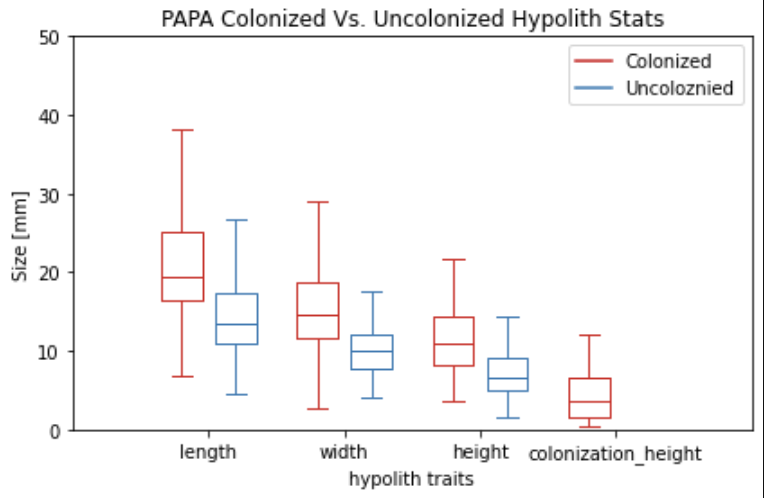 PAPA Colonized Vs. Uncolonized Hypolith Stats
50
40
30
20
10
0
Size [mm]
Colonized
Uncoloznied
length
width
height
colonization_height
hypolith traits